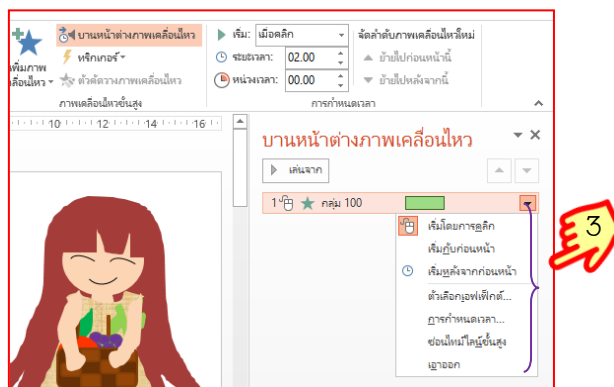 บานหน้าต่างภาพเคลื่อนไหว
ทริกเกอร์
ตัวคัดวางภาพเคลื่อนไหว
เพิ่มภาพ
เคลื่อนไหว
ภาพเคลื่อนไหวขั้นสูง
เริ่ม: เมื่อคลิก
ระยะเวลา: 02.00
หน่วงเวลา: 00.00
จัดลำดับภาพเคลื่อนไหวใหม่
ย้ายไปก่อนหน้านี้
ย้ายไปหลังจากนี้
การกำหนดเวลา
10 12 14 16
บานหน้าต่างภาพเคลื่อนไหว
เล่นจาก
1 กลุ่ม 100
เริ่มโดยการคลิก
เริ่มกับก่อนหน้า
เริ่มหลังจากก่อนหน้า
ตัวเลือกเอฟเฟ็กต์...
การกำหนดเวลา...
ซ่อนไทม์ไลน์ขั้นสูง
เอาออก
3